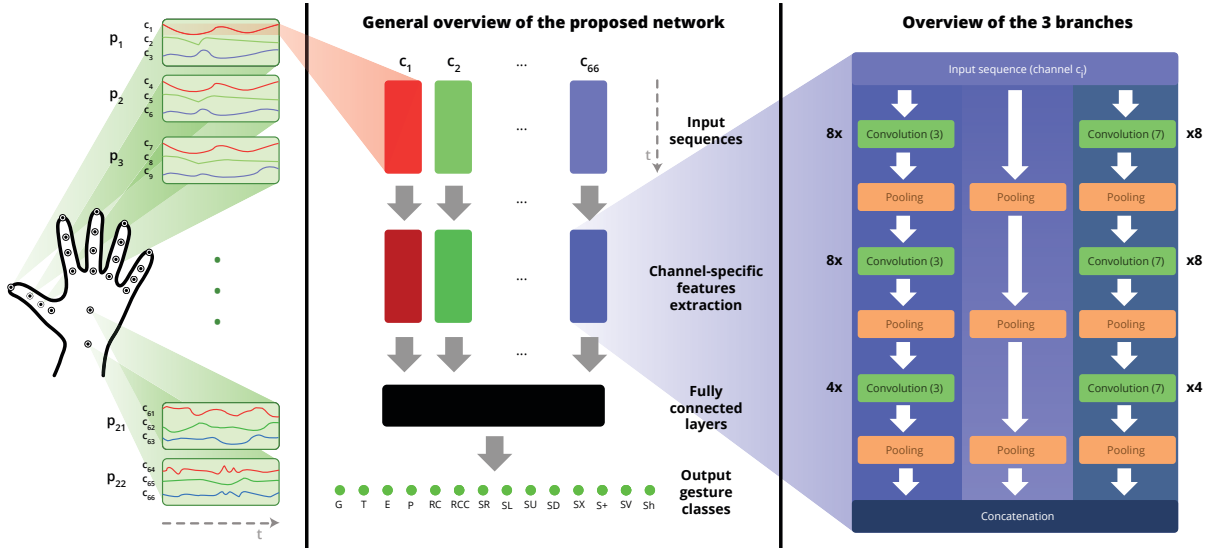 p1
c1
c2
c3
p2
c4
c5
c6
p3
c7
c8
c9
p21
c61
c62
c63
p22
c64
c65
c66
t
General overview of the proposed network
C1
C2
...
C66
...
Input
sequences
t
...
...
Channel-specific
features
extraction
...
Fully
connected
layers
Output
gesture
classes
G T E P RC RCC SR SL SU SD SX S+ SV Sh
Overview of the 3 branches
Input sequence (channel ci)
8x Convolution (3) Convolution (7) x8
Pooling Pooling Pooling
8x Convolution (3) Convolution (7) x8
Pooling Pooling Pooling
4x Convolution (3) Convolution (7) x4
Pooling Pooling Pooling
Concatenation